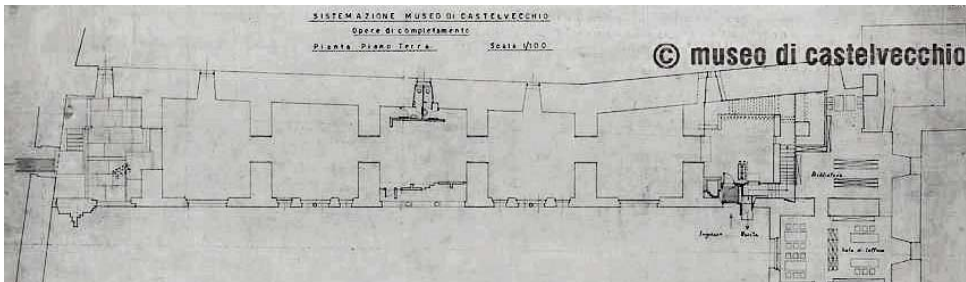 SISTEMAZIONE MUSEO DI CASTELVECCHIO
Opere di completamento
Pianta Piano Terra Scala 1/100
© museo di castelvecchio
Biblioteca
Ingresso Uscita
Sala di lettura